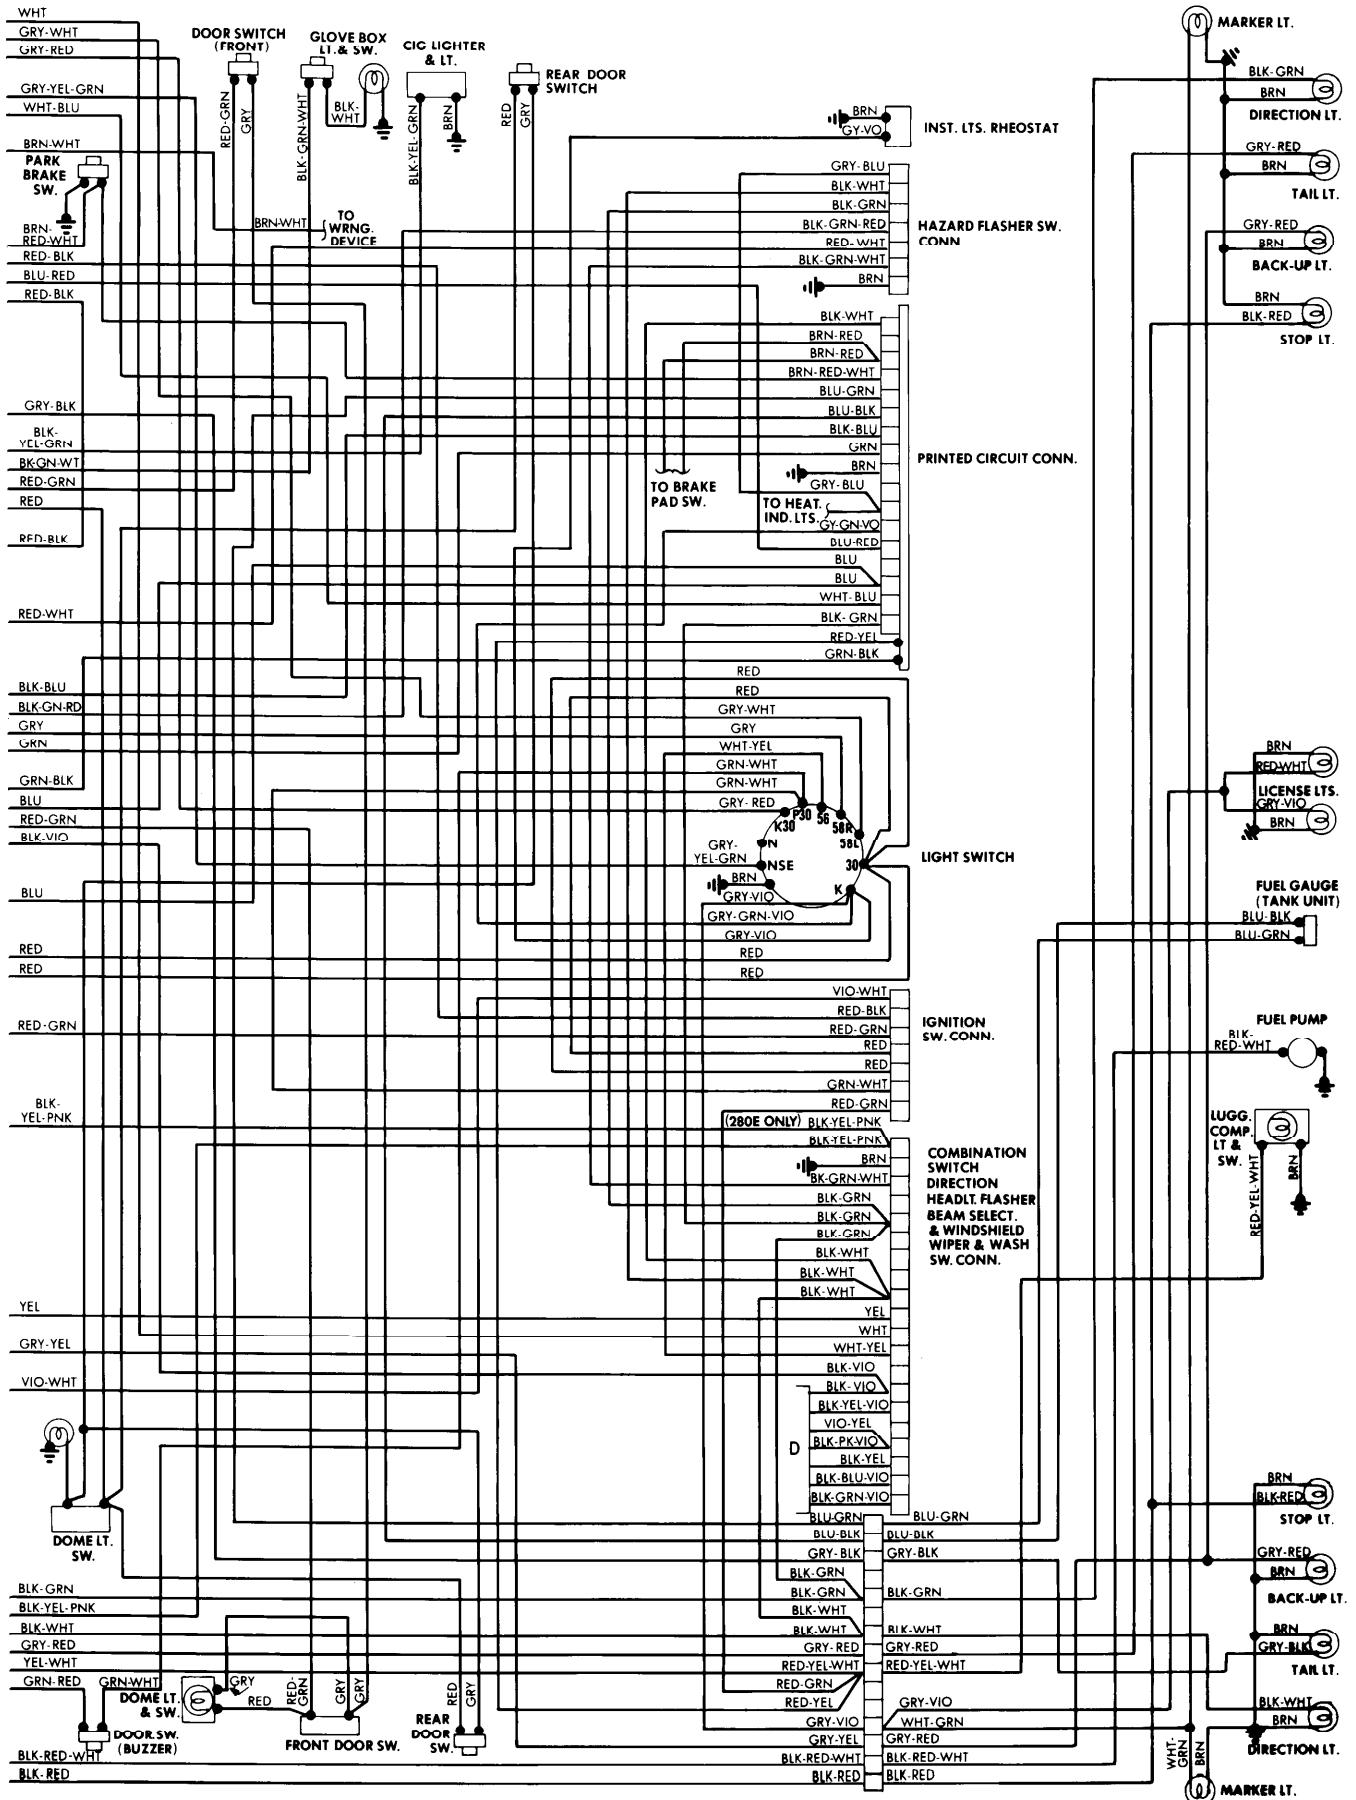 WHT
GRY-WHT
GRY-RED
GRY-YEL-GRN
WHT-BLU
BRN-WHT
PARK
BRAKE
SW.
BRN-
RED-WHT
RED-BLK
BLU-RED
RED-BLK
GRY-BLK
BLK-
YEL-GRN
BK-GN-WT
RED-GRN
RED
RED-BLK
RED-WHT
BLK-BLU
BLK-GN-RD
GRY
GRN
GRN-BLK
BLU
RED-GRN
BLK-VIO
BLU
RED
RED
RED-GRN
BLK-
YEL-PNK
YEL
GRY-YEL
VIO-WHT
DOME LT.
SW.
BLK-GRN
BLK-YEL-PNK
BLK-WHT
GRY-RED
YEL-WHT
GRN-RED
GRN-WHT
DOME LT.
& SW.
GRY
RED
DOOR SW.
(BUZZER)
BLK-RED-WHT
BLK-RED
RED-
GRN
GRY
GRY
FRONT DOOR SW.
RED
GRY
REAR
DOOR
SW.
DOOR SWITCH
(FRONT)
RED-GRN
GRY
GLOVE BOX
LT.& SW.
BLK-GRN-WHT
BLK-
WHT
CIG LIGHTER
& LT.
BLK-YEL-GRN
BRN
REAR DOOR
SWITCH
RED
GRY
BRN-WHT
TO
WRNG.
DEVICE
BRN
GY-VO
INST. LTS. RHEOSTAT
GRY-BLU
BLK-WHT
BLK-GRN
BLK-GRN-RED
RED-WHT
BLK-GRN-WHT
BRN
HAZARD FLASHER SW.
CONN
BLK-WHT
BRN-RED
BRN-RED
BRN-RED-WHT
BLU-GRN
BLU-BLK
BLK-BLU
GRN
BRN
GRY-BLU
TO HEAT.
IND. LTS.
GY-GN-VO
BLU-RED
BLU
BLU
WHT-BLU
BLK-GRN
RED-YEL
GRN-BLK
PRINTED CIRCUIT CONN.
TO BRAKE
PAD SW.
RED
RED
GRY-WHT
GRY
WHT-YEL
GRN-WHT
GRN-WHT
GRY-RED
K30
P30
56
58R
58L
N
NSE
30
K
GRY-
YEL-GRN
BRN
GRY-VIO
GRY-GRN-VIO
GRY-VIO
RED
RED
LIGHT SWITCH
VIO-WHT
RED-BLK
RED-GRN
RED
RED
GRN-WHT
RED-GRN
IGNITION
SW. CONN.
(280E ONLY)
BLK-YEL-PNK
BLK-YEL-PNK
BRN
BK-GRN-WHT
BLK-GRN
BLK-GRN
BLK-GRN
BLK-WHT
BLK-WHT
BLK-WHT
YEL
WHT
WHT-YEL
BLK-VIO
BLK-VIO
BLK-YEL-VIO
VIO-YEL
BLK-PK-VIO
BLK-YEL
BLK-BLU-VIO
BLK-GRN-VIO
D
COMBINATION
SWITCH
DIRECTION
HEADLT. FLASHER
BEAM SELECT.
& WINDSHIELD
WIPER & WASH
SW. CONN.
BLU-GRN
BLU-BLK
GRY-BLK
BLK-GRN
BLK-GRN
BLK-WHT
BLK-WHT
GRY-RED
RED-YEL-WHT
RED-GRN
RED-YEL
GRY-VIO
GRY-YEL
BLK-RED-WHT
BLK-RED
BLU-GRN
BLU-BLK
GRY-BLK
BLK-GRN
BLK-WHT
GRY-RED
RED-YEL-WHT
GRY-VIO
WHT-GRN
GRY-RED
BLK-RED-WHT
BLK-RED
MARKER LT.
BLK-GRN
BRN
DIRECTION LT.
GRY-RED
BRN
TAIL LT.
GRY-RED
BRN
BACK-UP LT.
BRN
BLK-RED
STOP LT.
BRN
RED-WHT
LICENSE LTS.
GRY-VIO
BRN
FUEL GAUGE
(TANK UNIT)
BLU-BLK
BLU-GRN
FUEL PUMP
BLK-
RED-WHT
LUGG.
COMP.
LT &
SW.
RED-YEL-WHT
BRN
BRN
BLK-RED
STOP LT.
GRY-RED
BRN
BACK-UP LT.
BRN
GRY-BLK
TAIL LT.
BLK-WHT
BRN
DIRECTION LT.
WHT-
GRN
BRN
MARKER LT.